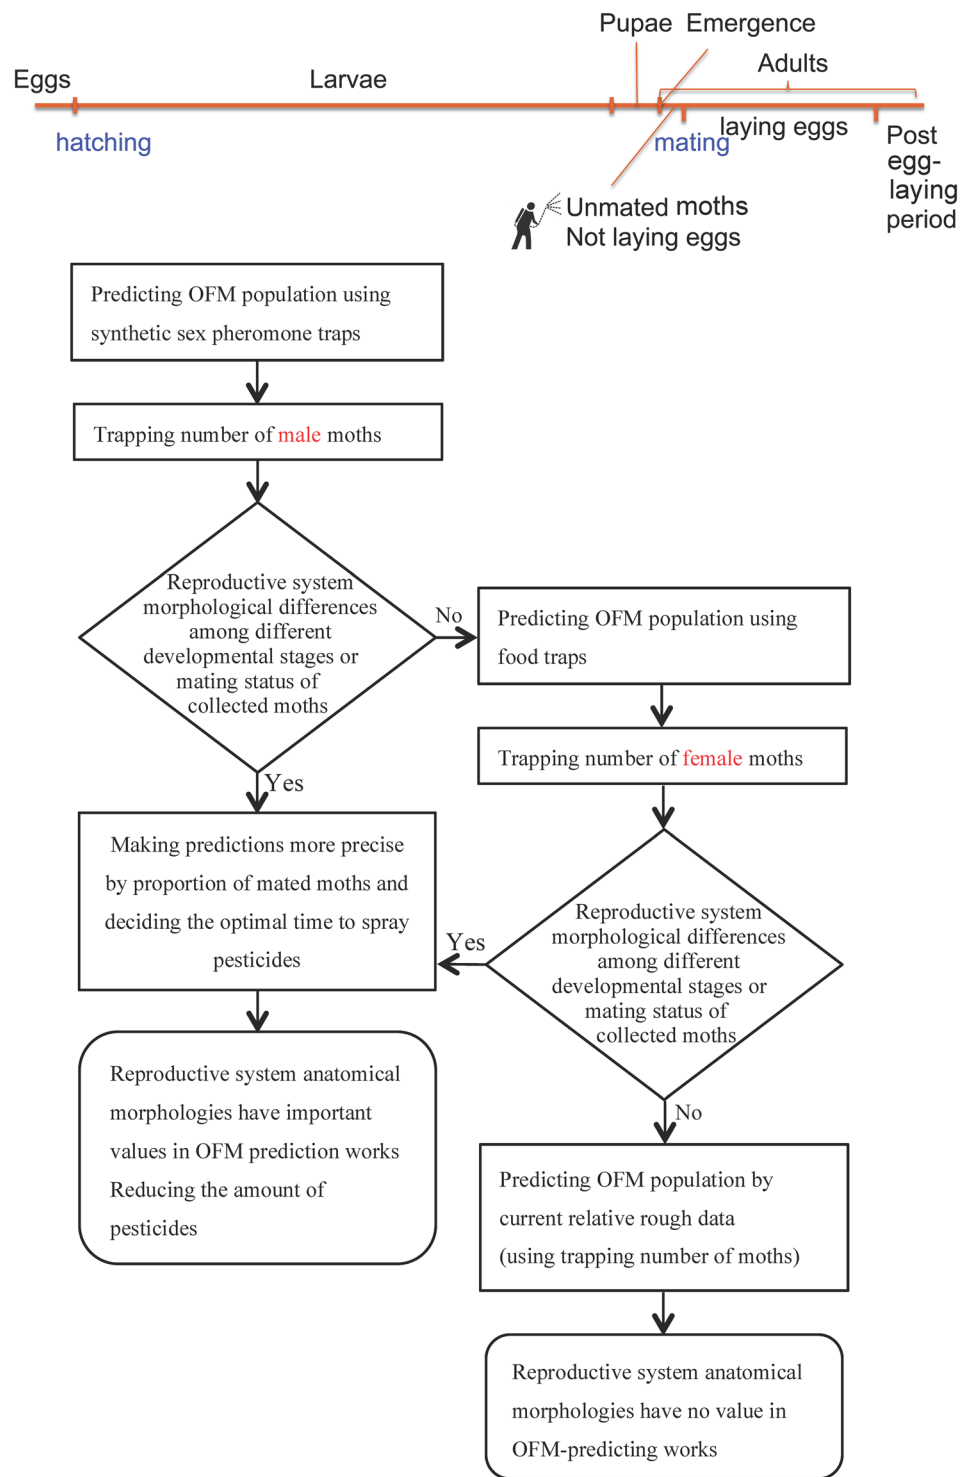 Pupae Emergence
Eggs
Larvae
Adults
hatching
mating
laying eggs
Post
egg-
laying
period
Unmated moths
Not laying eggs
Predicting OFM population using
synthetic sex pheromone traps
Trapping number of male moths
Reproductive system
morphological differences
among different
developmental stages or
mating status of
collected moths
No
Predicting OFM population using
food traps
Trapping number of female moths
Yes
Making predictions more precise
by proportion of mated moths and
deciding the optimal time to spray
pesticides
Reproductive system
morphological differences
among different
developmental stages or
mating status of
collected moths
Yes
Reproductive system anatomical
morphologies have important
values in OFM prediction works
Reducing the amount of
pesticides
No
Predicting OFM population by
current relative rough data
(using trapping number of moths)
Reproductive system anatomical
morphologies have no value in
OFM-predicting works